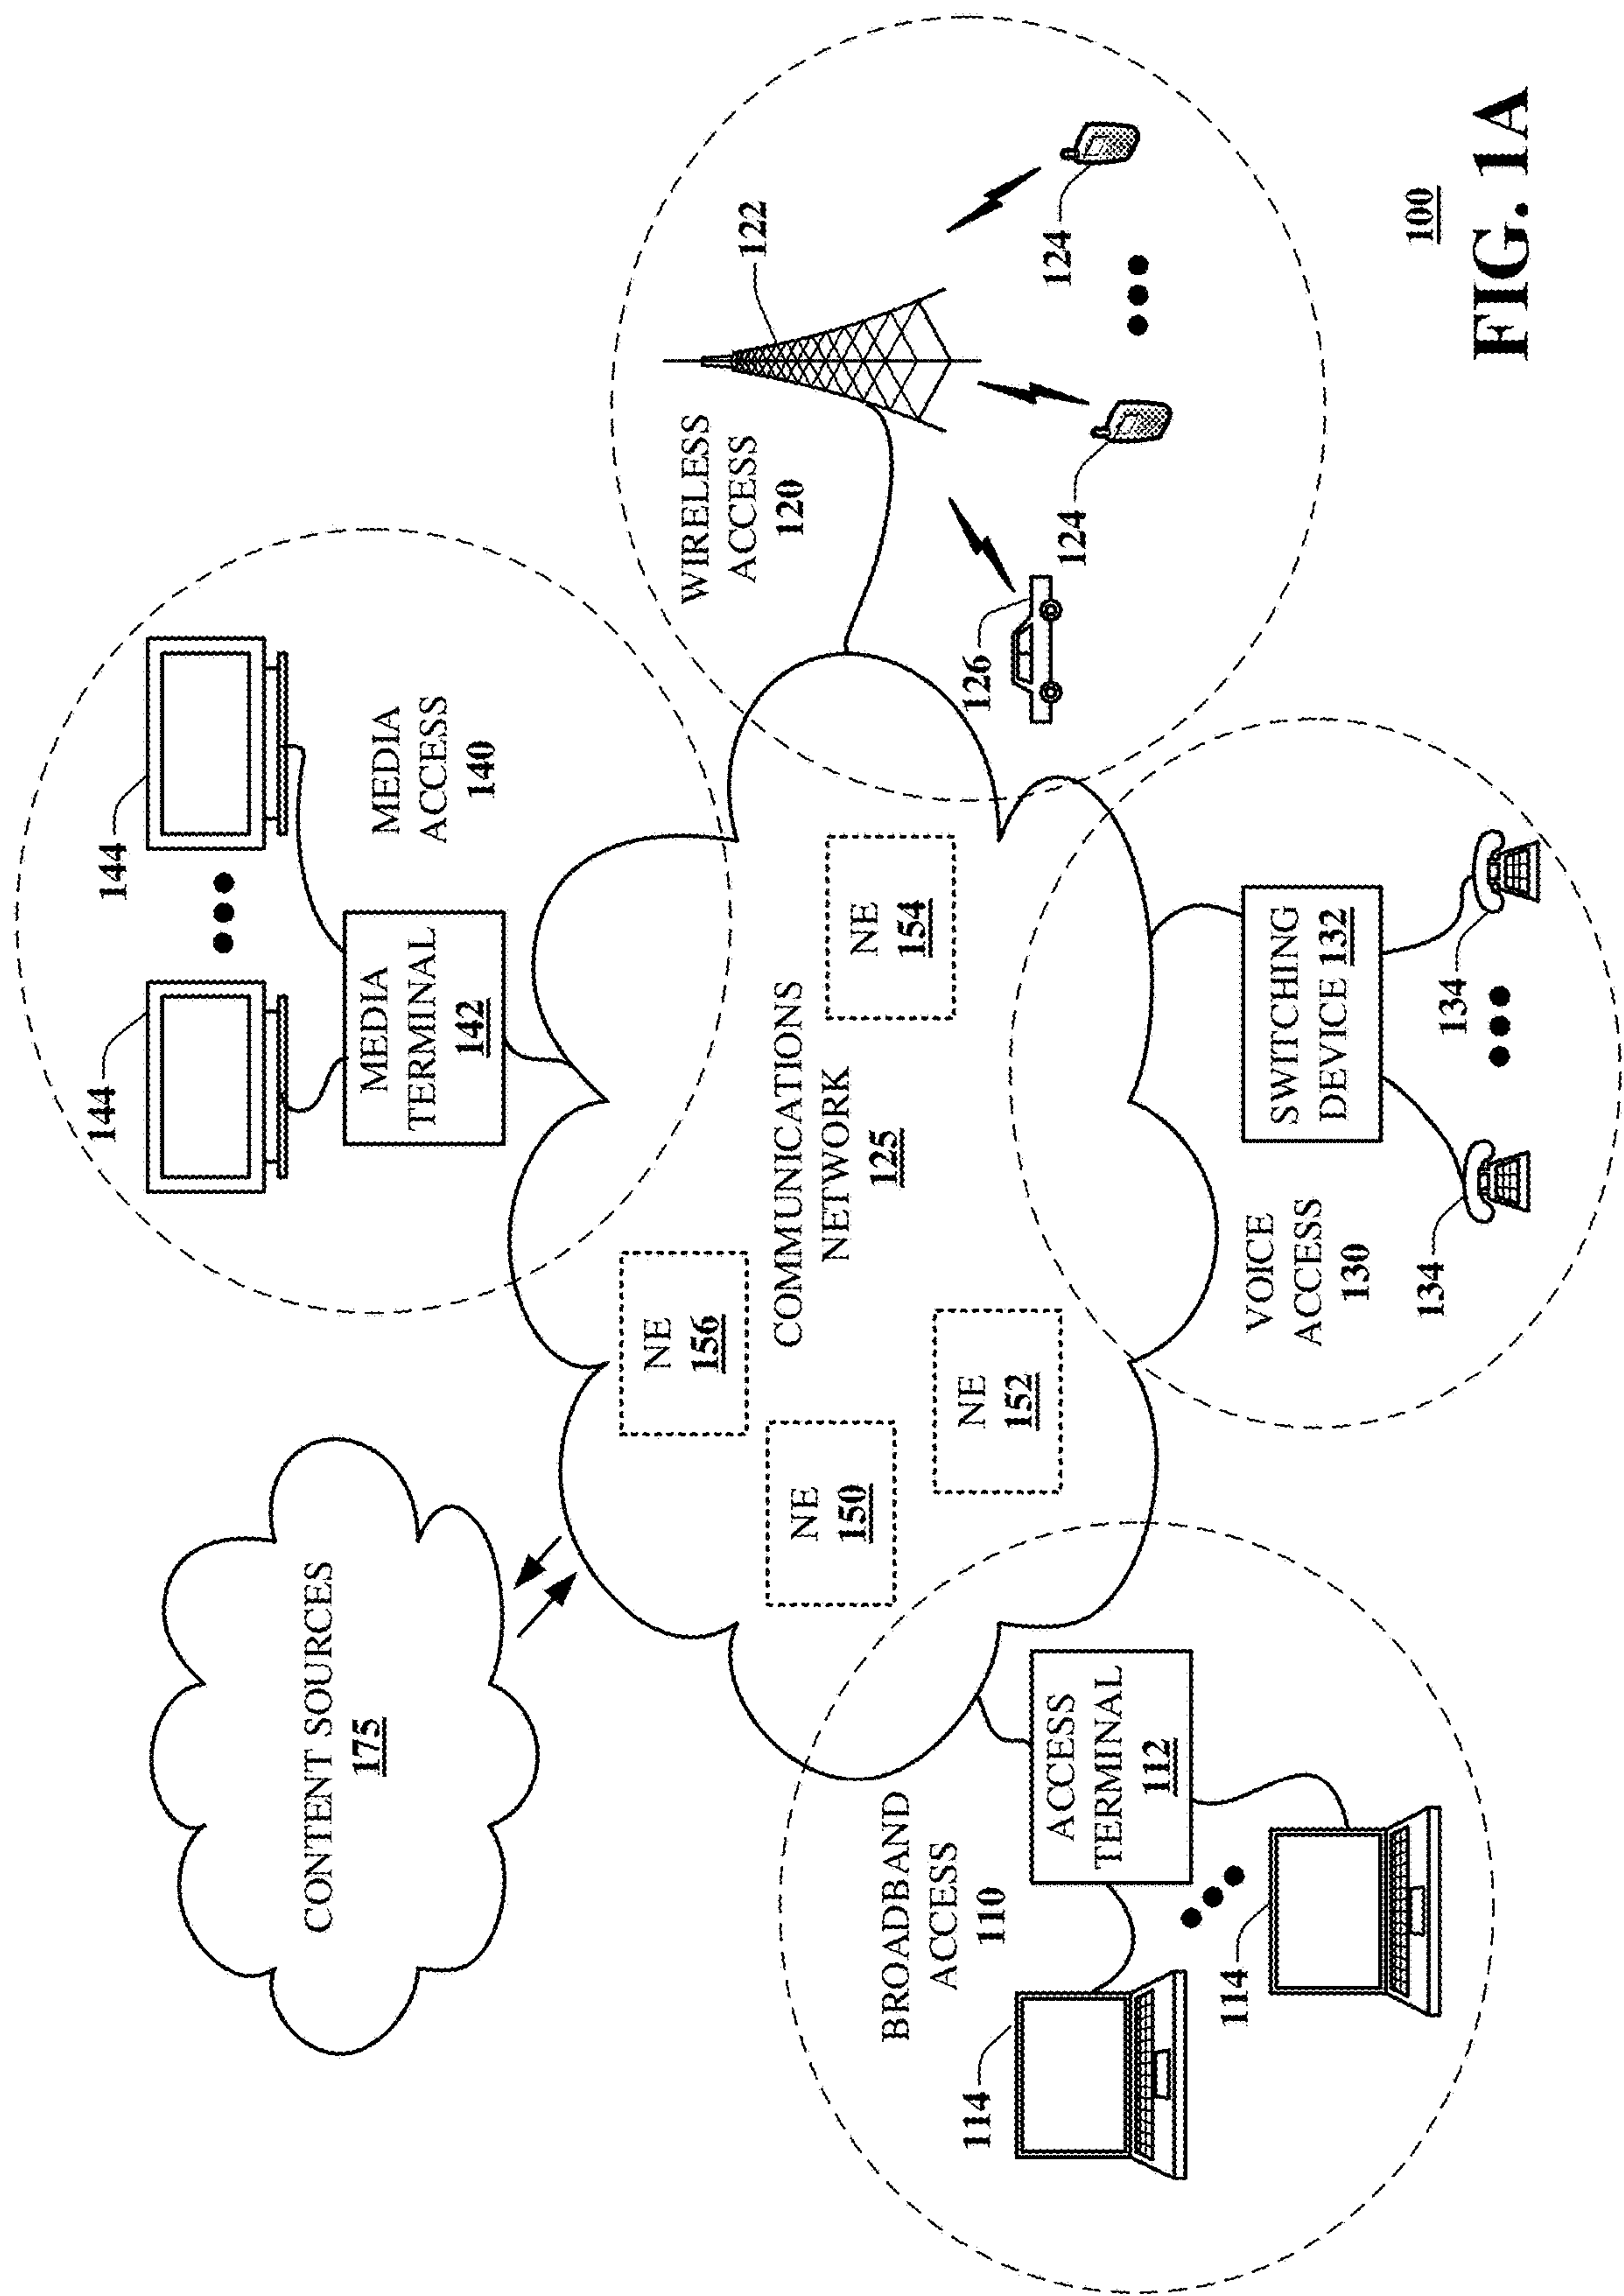 CONTENT SOURCES
175
144
144
MEDIA
TERMINAL
142
MEDIA
ACCESS
140
NE
156
NE
150
NE
152
COMMUNICATIONS
NETWORK
125
NE
154
WIRELESS
ACCESS
120
122
124
124
126
BROADBAND
ACCESS
110
ACCESS
TERMINAL
112
114
114
VOICE
ACCESS
130
SWITCHING
DEVICE 132
134
134
100
FIG. 1A